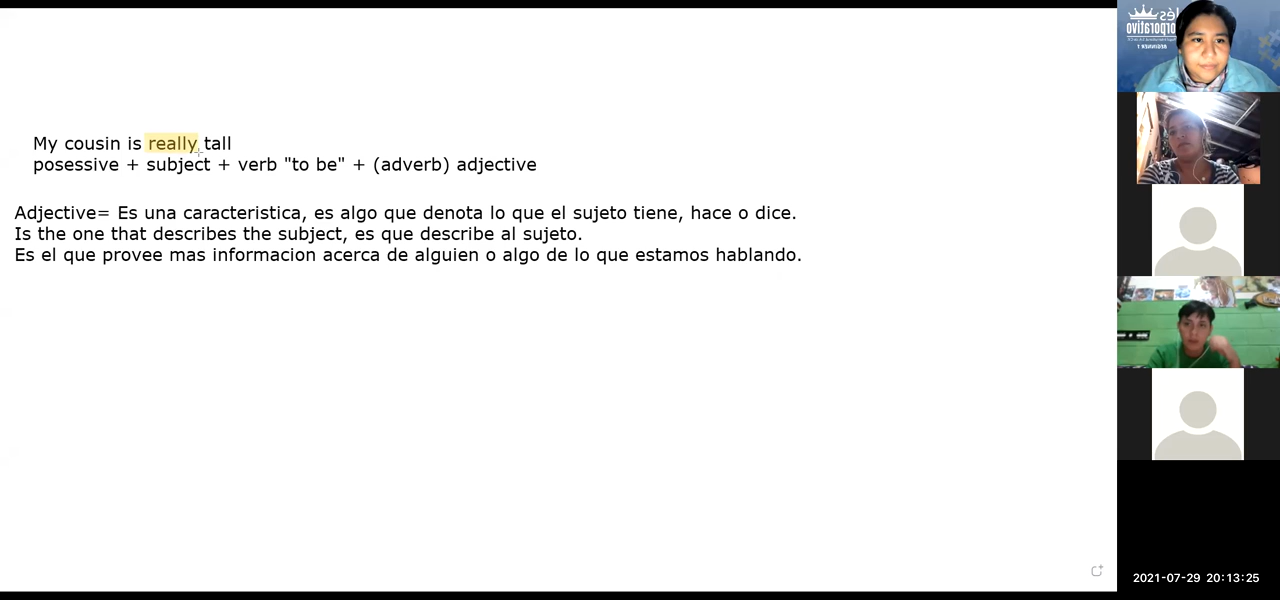 My cousin is really tall
posessive + subject + verb "to be" + (adverb) adjective
Adjective= Es una caracteristica, es algo que denota lo que el sujeto tiene, hace o dice.
Is the one that describes the subject, es que describe al sujeto.
Es el que provee mas informacion acerca de alguien o algo de lo que estamos hablando.
2021-07-29 20:13:25